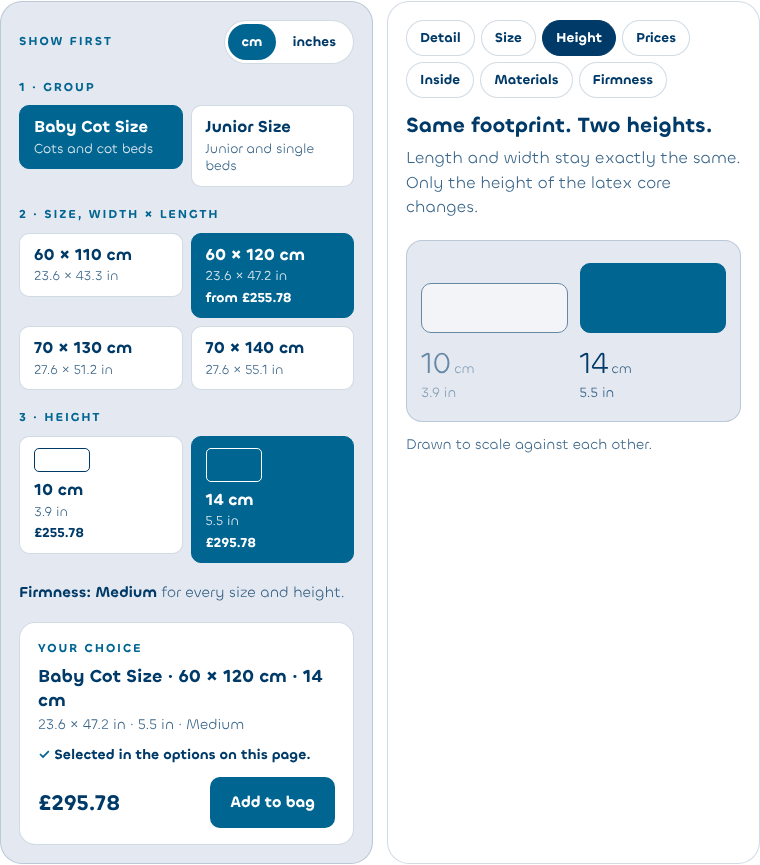 SHOW FIRST
cm
inches
1 · GROUP
Baby Cot Size
Cots and cot beds
Junior Size
Junior and single
beds
2 · SIZE, WIDTH × LENGTH
60 × 110 cm
23.6 × 43.3 in
60 × 120 cm
23.6 × 47.2 in
from £255.78
70 × 130 cm
27.6 × 51.2 in
70 × 140 cm
27.6 × 55.1 in
3 · HEIGHT
10 cm
3.9 in
£255.78
14 cm
5.5 in
£295.78
Firmness: Medium for every size and height.
YOUR CHOICE
Baby Cot Size · 60 × 120 cm · 14
cm
23.6 × 47.2 in · 5.5 in · Medium
✓ Selected in the options on this page.
£295.78
Add to bag
Detail
Size
Height
Prices
Inside
Materials
Firmness
Same footprint. Two heights.
Length and width stay exactly the same.
Only the height of the latex core
changes.
10 cm
3.9 in
14 cm
5.5 in
Drawn to scale against each other.